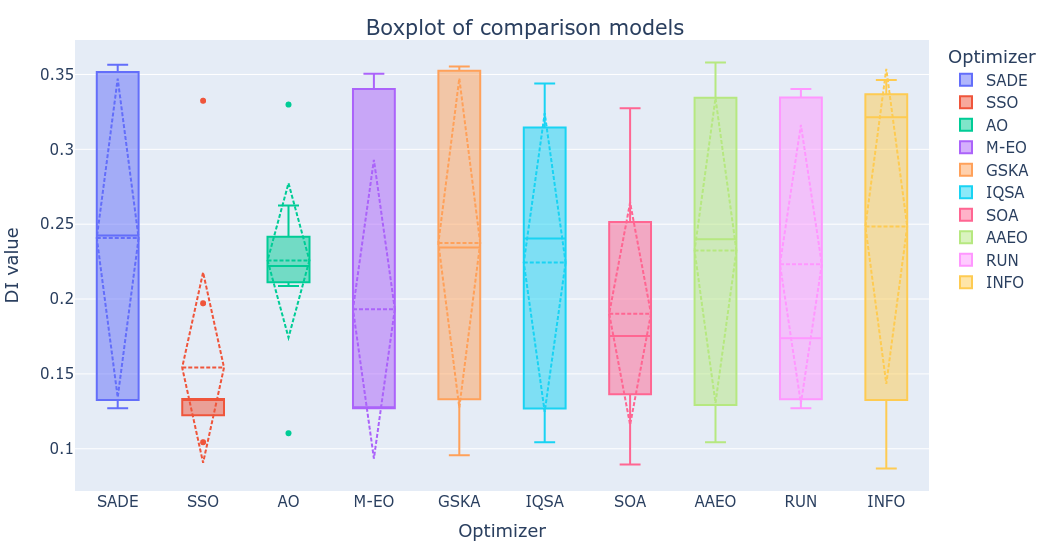 Boxplot of comparison models
DI value
0.35
0.3
0.25
0.2
0.15
0.1
SADE
SSO
AO
M-EO
GSKA
IQSA
SOA
AAEO
RUN
INFO
Optimizer
Optimizer
SADE
SSO
AO
M-EO
GSKA
IQSA
SOA
AAEO
RUN
INFO